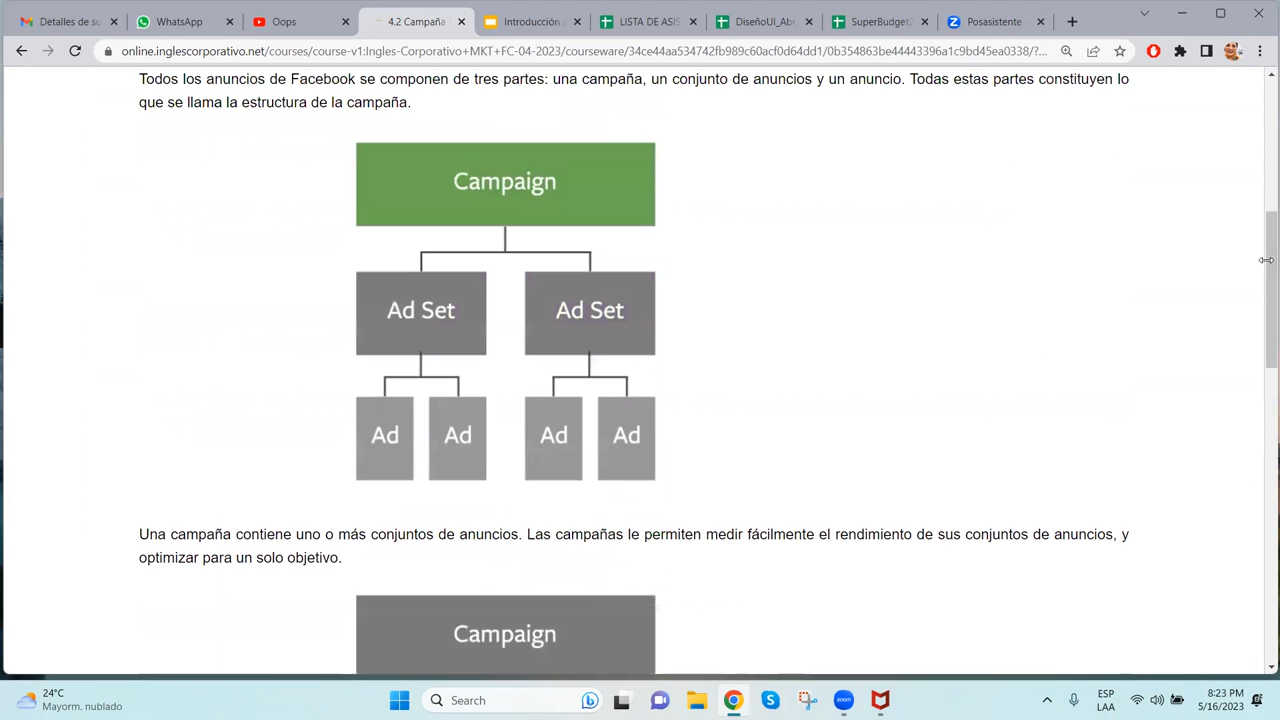 Detalles de su
WhatsApp
Oops
4.2 Campaña
Introducción a
LISTA DE ASIS
DiseñoUI_Abu
SuperBudget
Posasistente -
online.inglescorporativo.net/courses/course-v1:Ingles-Corporativo+MKT+FC-04-2023/courseware/34ce44aa534742fb989c60acf0d64dd1/0b354863be44443396a1c9bd45ea0338/?...
Todos los anuncios de Facebook se componen de tres partes: una campaña, un conjunto de anuncios y un anuncio. Todas estas partes constituyen lo
que se llama la estructura de la campaña.
Campaign
Ad Set
Ad Set
Ad
Ad
Ad
Ad
Una campaña contiene uno o más conjuntos de anuncios. Las campañas le permiten medir fácilmente el rendimiento de sus conjuntos de anuncios, y
optimizar para un solo objetivo.
Campaign
24°C
Mayorm. nublado
Search
zoom
ESP
LAA
8:23 PM
5/16/2023